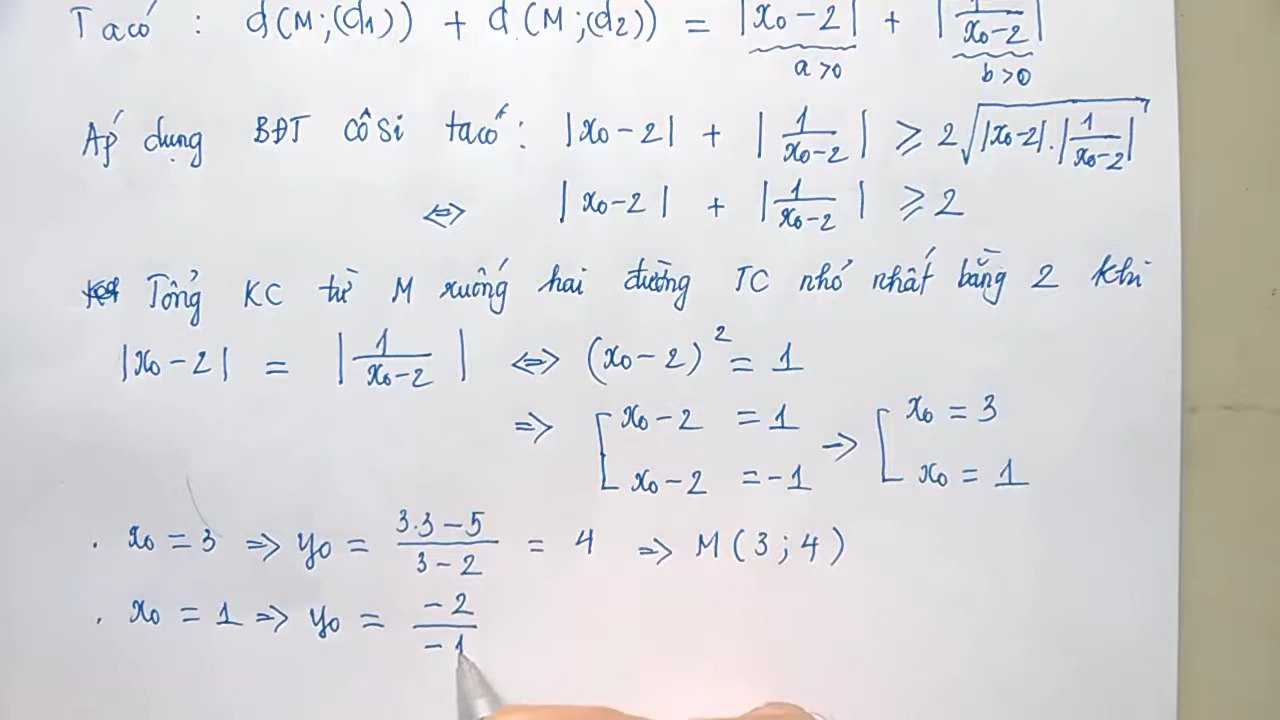 Ta có : d(M;(d1)) + d(M;(d2)) = |x0 - 2| + |1/(x0-2)|
a>0 b>0
Áp dụng BĐT Côsi ta có: |x0 - 2| + |1/(x0-2)| ≥ 2√(|x0-2|.|1/(x0-2)|)
⇔ |x0-2| + |1/(x0-2)| ≥ 2
Tổng KC từ M xuống hai đường TC nhỏ nhất bằng 2 khi
|x0 - 2| = |1/(x0-2)| ⇔ (x0 - 2)² = 1
⇒ [ x0 - 2 = 1 → [ x0 = 3
x0 - 2 = -1 x0 = 1
. x0 = 3 ⇒ y0 = (3.3-5)/(3-2) = 4 ⇒ M(3;4)
. x0 = 1 ⇒ y0 = -2/-1